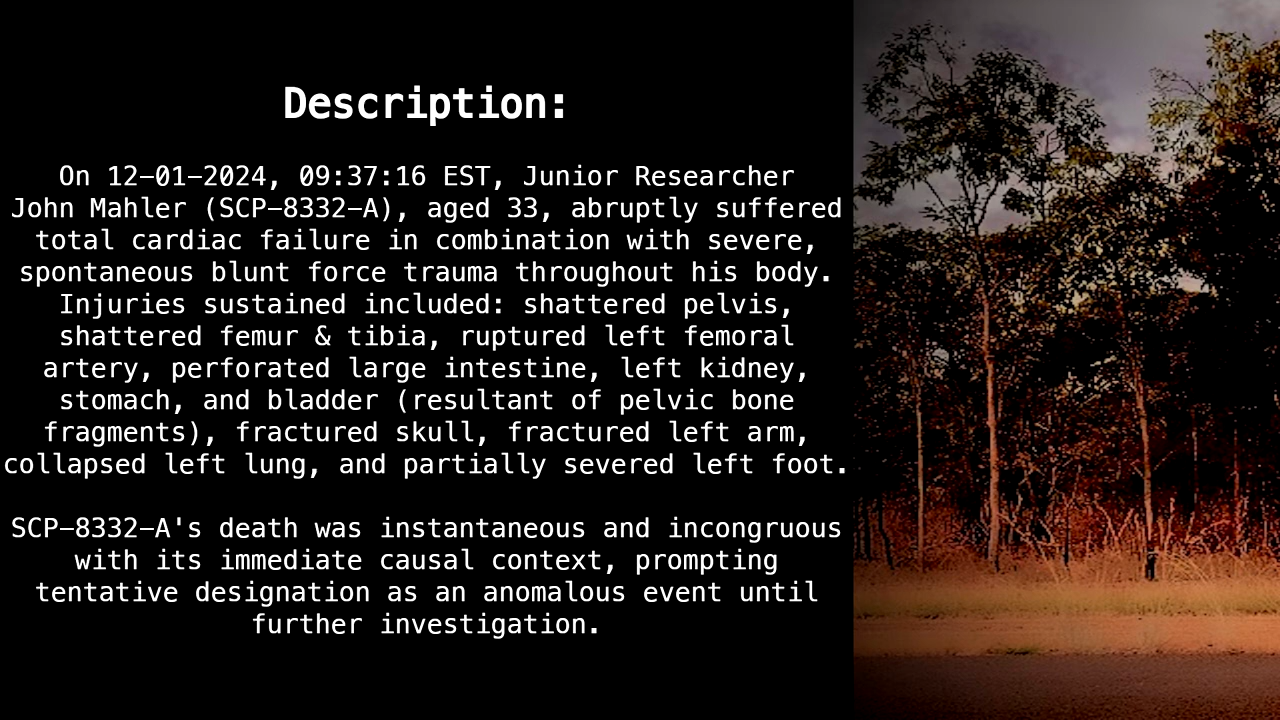 Description:
On 12-01-2024, 09:37:16 EST, Junior Researcher
John Mahler (SCP-8332-A), aged 33, abruptly suffered
total cardiac failure in combination with severe,
spontaneous blunt force trauma throughout his body.
Injuries sustained included: shattered pelvis,
shattered femur & tibia, ruptured left femoral
artery, perforated large intestine, left kidney,
stomach, and bladder (resultant of pelvic bone
fragments), fractured skull, fractured left arm,
collapsed left lung, and partially severed left foot.
SCP-8332-A's death was instantaneous and incongruous
with its immediate causal context, prompting
tentative designation as an anomalous event until
further investigation.